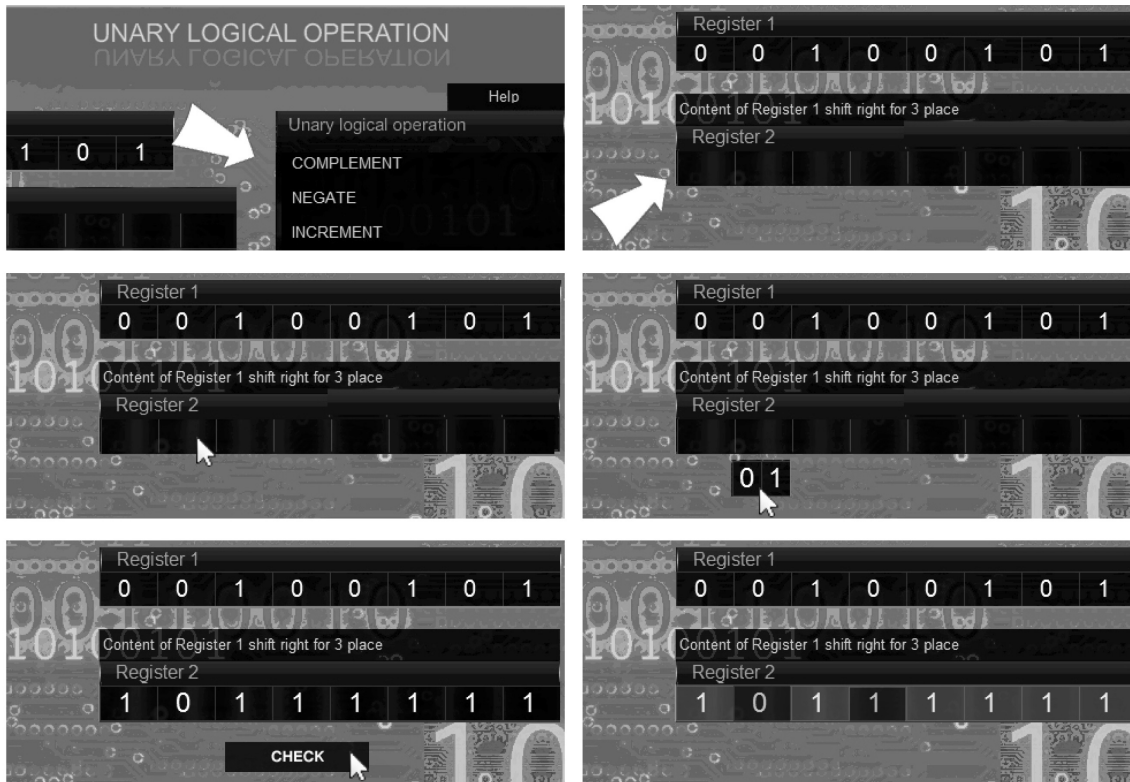 UNARY LOGICAL OPERATION
Help
Unary logical operation
1 0 1
COMPLEMENT
NEGATE
INCREMENT
Register 1
0 0 1 0 0 1 0 1
Content of Register 1 shift right for 3 place
Register 2
Register 1
0 0 1 0 0 1 0 1
Content of Register 1 shift right for 3 place
Register 2
Register 1
0 0 1 0 0 1 0 1
Content of Register 1 shift right for 3 place
Register 2
0 1
Register 1
0 0 1 0 0 1 0 1
Content of Register 1 shift right for 3 place
Register 2
1 0 1 1 1 1 1 1
CHECK
Register 1
0 0 1 0 0 1 0 1
Content of Register 1 shift right for 3 place
Register 2
1 0 1 1 1 1 1 1